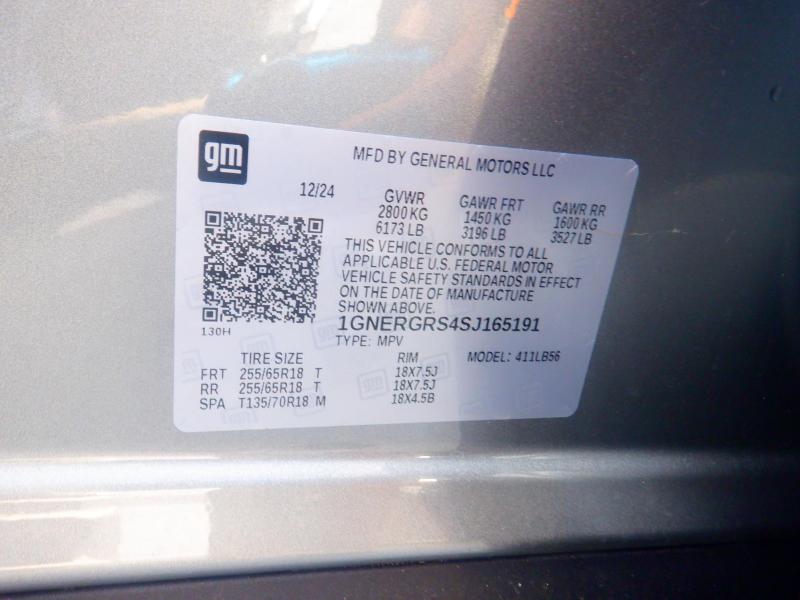 gm
MFD BY GENERAL MOTORS LLC
12/24
GVWR GAWR FRT GAWR RR
2800 KG 1450 KG 1600 KG
6173 LB 3196 LB 3527 LB
THIS VEHICLE CONFORMS TO ALL
APPLICABLE U.S. FEDERAL MOTOR
VEHICLE SAFETY STANDARDS IN EFFECT
ON THE DATE OF MANUFACTURE
SHOWN ABOVE.
130H
1GNERGRS4SJ165191
TYPE: MPV
TIRE SIZE RIM MODEL: 411LB56
FRT 255/65R18 T 18X7.5J
RR 255/65R18 T 18X7.5J
SPA T135/70R18 M 18X4.5B